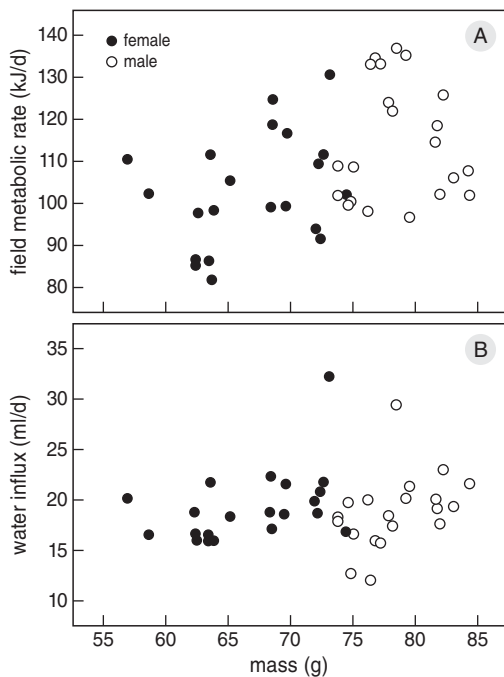 A
female
male
field metabolic rate (kJ/d)
140
130
120
110
100
90
80
B
water influx (ml/d)
35
30
25
20
15
10
55 60 65 70 75 80 85
mass (g)